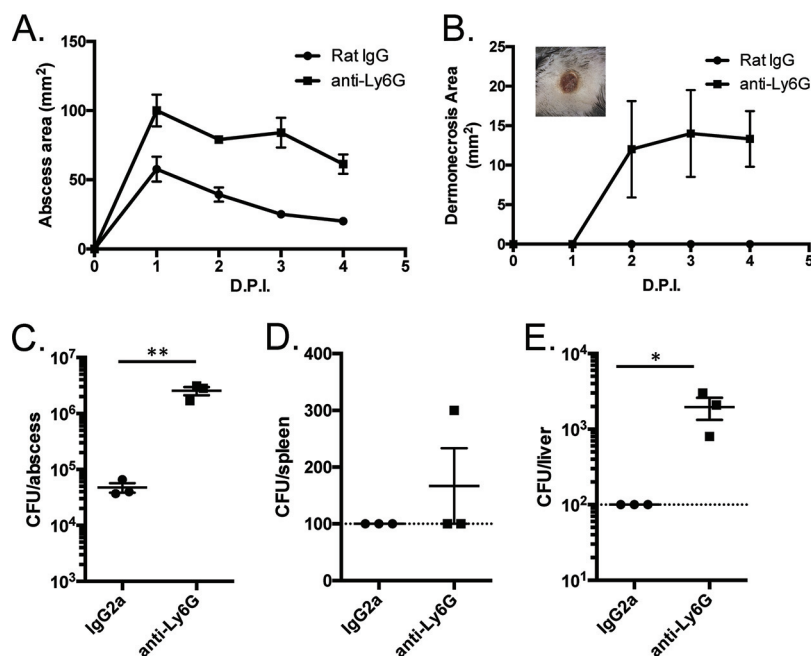 A.
Abscess area (mm²)
150
100
50
0
0 1 2 3 4 5
D.P.I.
Rat IgG
anti-Ly6G
B.
Dermonecrosis Area
(mm²)
25
20
15
10
5
0
0 1 2 3 4 5
D.P.I.
Rat IgG
anti-Ly6G
C.
CFU/abscess
10⁷
10⁶
10⁵
10⁴
10³
**
IgG2a
anti-Ly6G
D.
CFU/spleen
400
300
200
100
0
IgG2a
anti-Ly6G
E.
CFU/liver
10⁴
10³
10²
10¹
*
IgG2a
anti-Ly6G